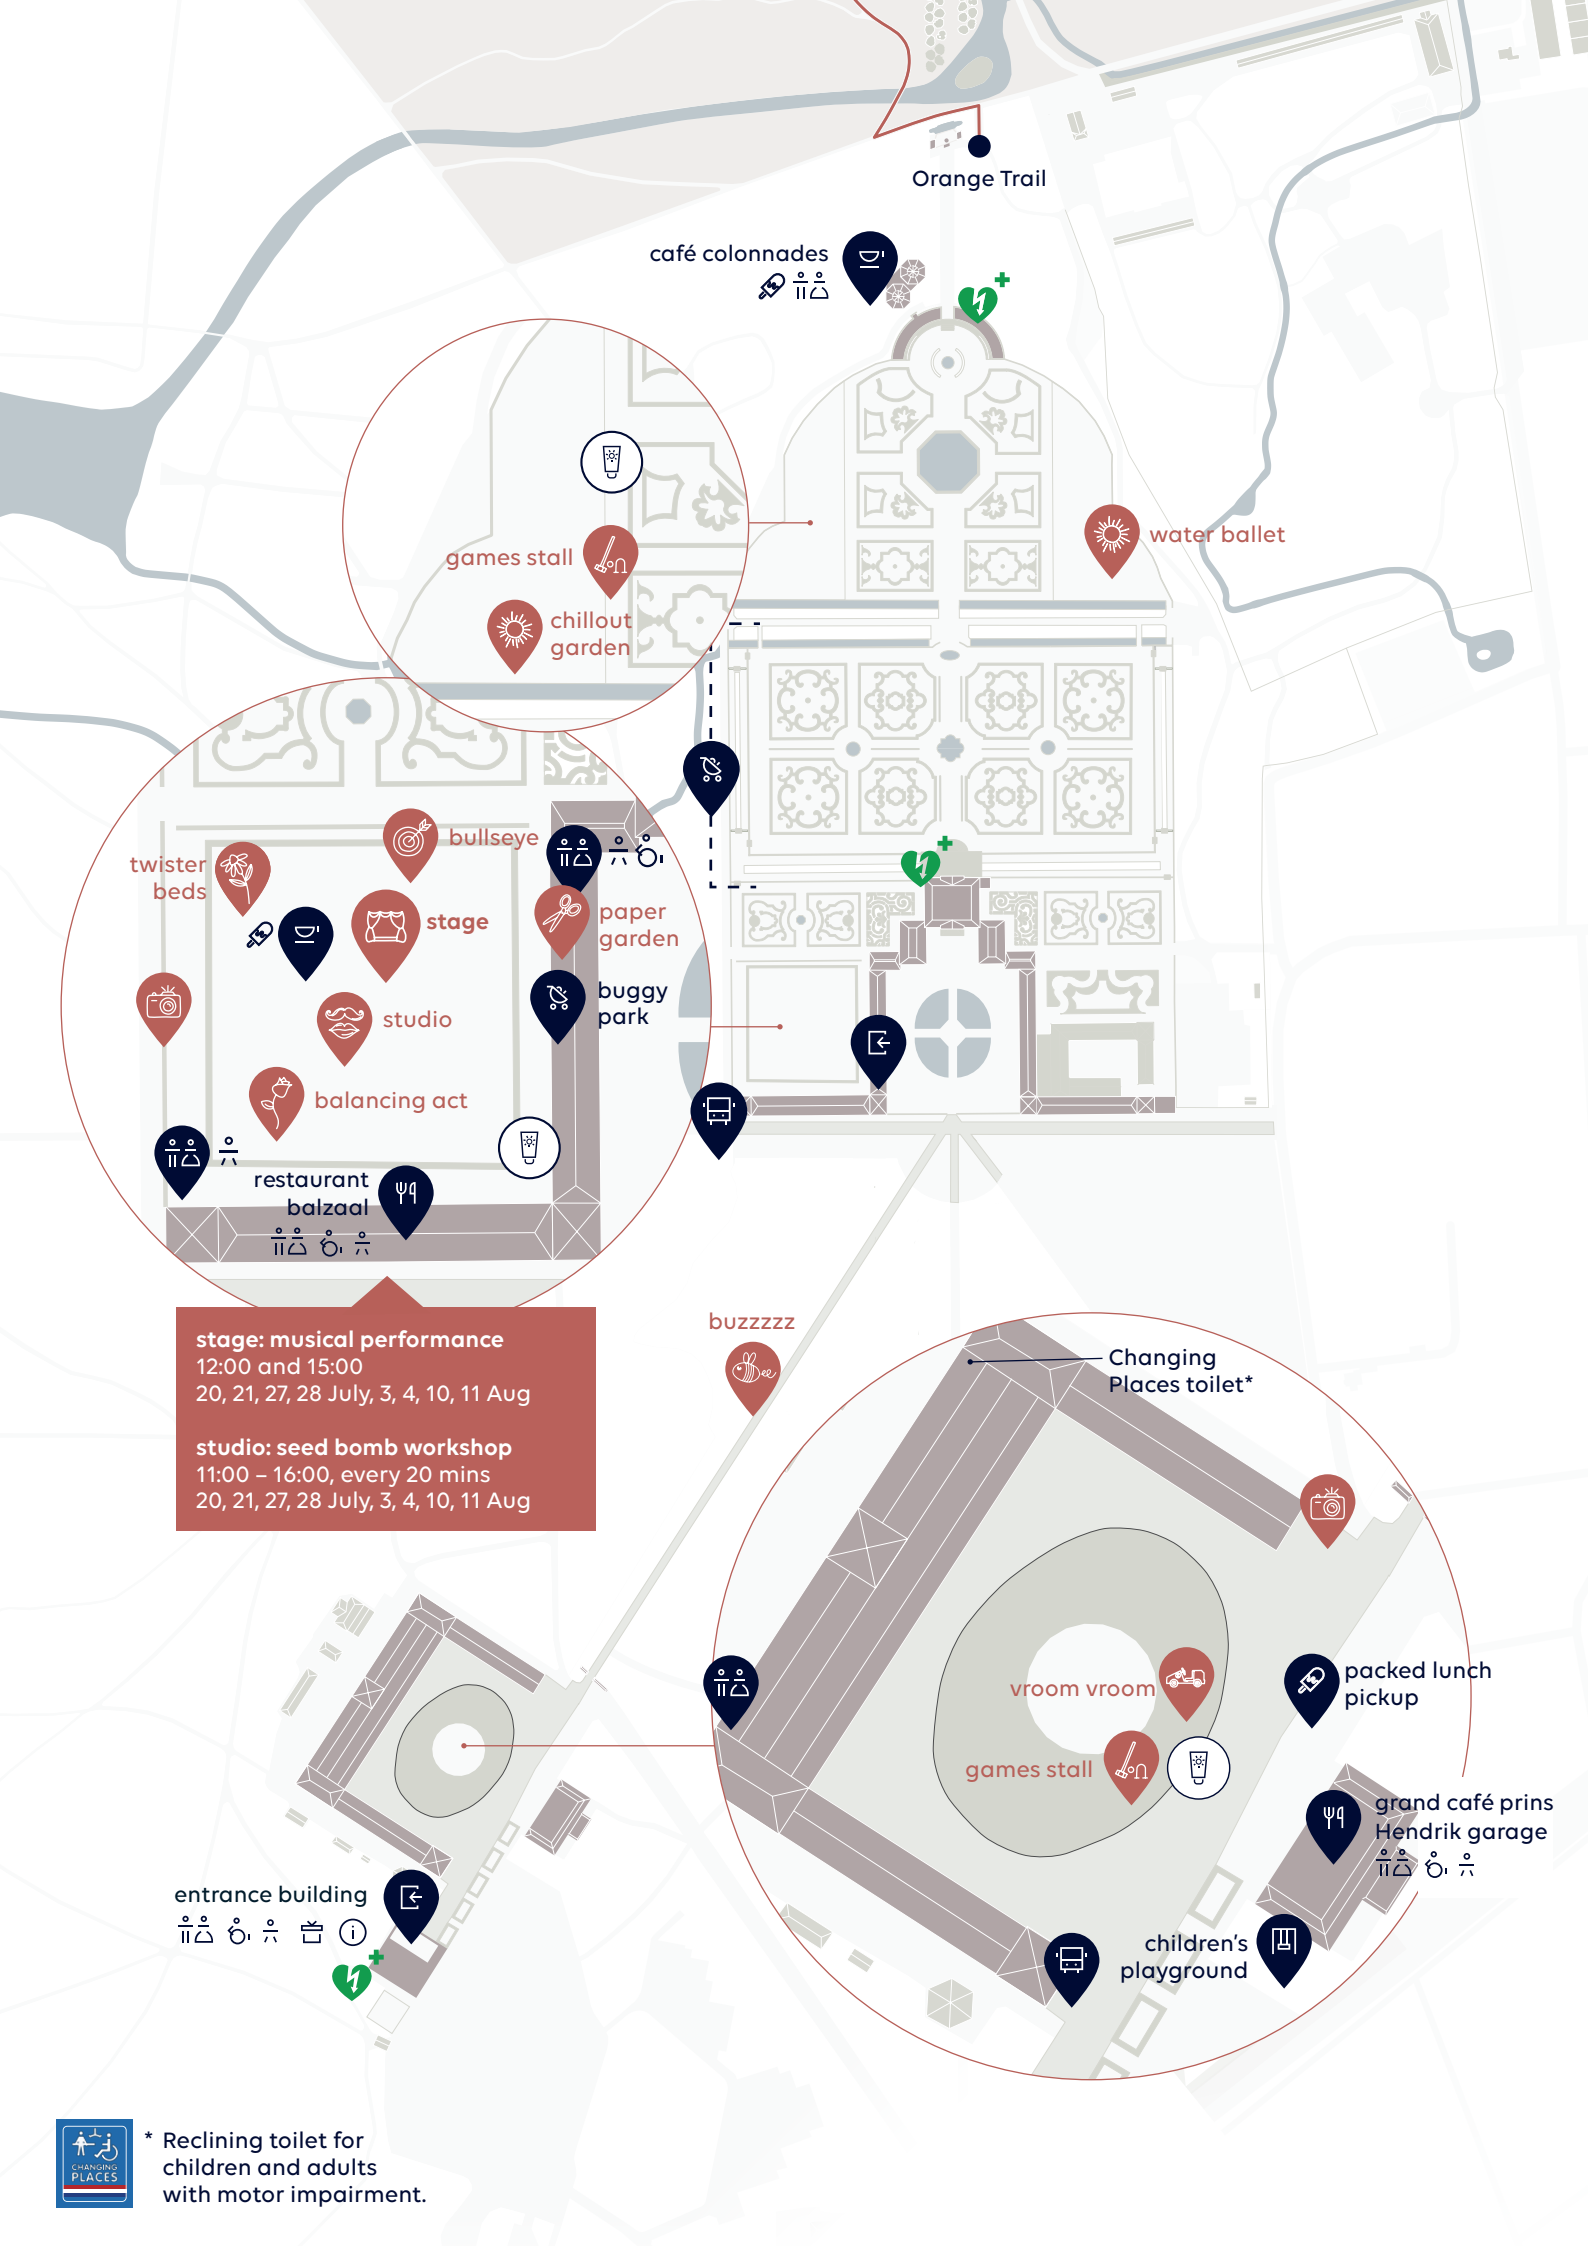 Orange Trail
café colonnades
water ballet
games stall
chillout
garden
bullseye
twister
beds
stage
paper
garden
studio
buggy
park
balancing act
restaurant
balzaal
stage: musical performance
12:00 and 15:00
20, 21, 27, 28 July, 3, 4, 10, 11 Aug
studio: seed bomb workshop
11:00 – 16:00, every 20 mins
20, 21, 27, 28 July, 3, 4, 10, 11 Aug
buzzzzz
Changing
Places toilet*
vroom vroom
games stall
packed lunch
pickup
grand café prins
Hendrik garage
children's
playground
entrance building
CHANGING
PLACES
* Reclining toilet for
children and adults
with motor impairment.